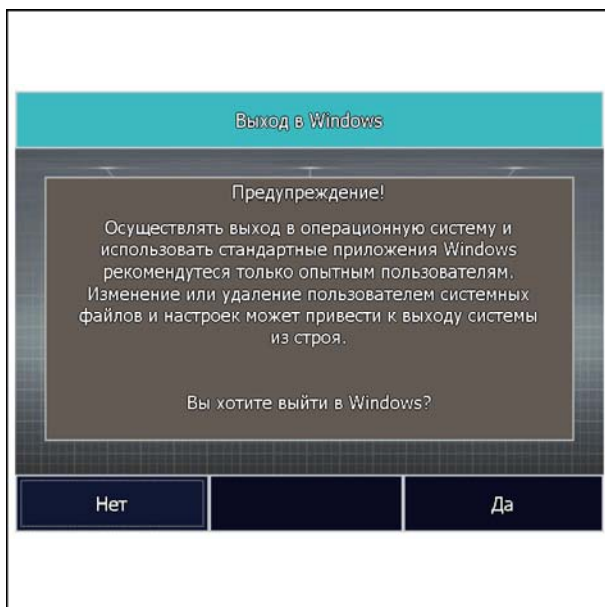 Выход в Windows
Предупреждение!
Осуществлять выход в операционную систему и
использовать стандартные приложения Windows
рекомендутеся только опытным пользователям.
Изменение или удаление пользователем системных
файлов и настроек может привести к выходу системы
из строя.
Вы хотите выйти в Windows?
Нет
Да